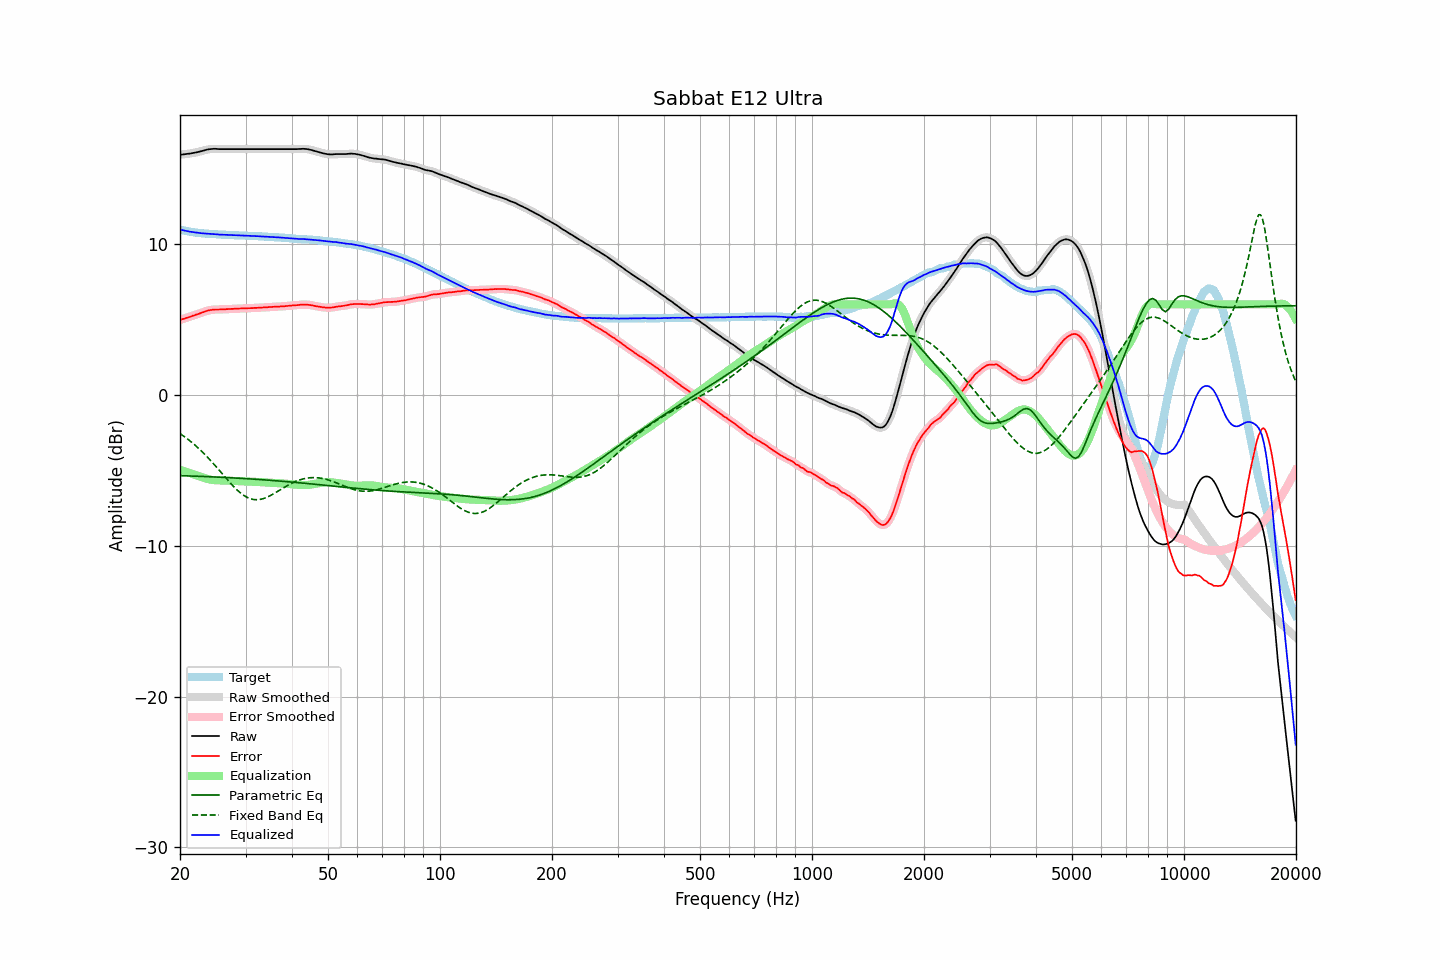 Sabbat E12 Ultra
Amplitude (dBr)
10
0
−10
−20
−30
Target
Raw Smoothed
Error Smoothed
Raw
Error
Equalization
Parametric Eq
Fixed Band Eq
Equalized
20 50 100 200 500 1000 2000 5000 10000 20000
Frequency (Hz)